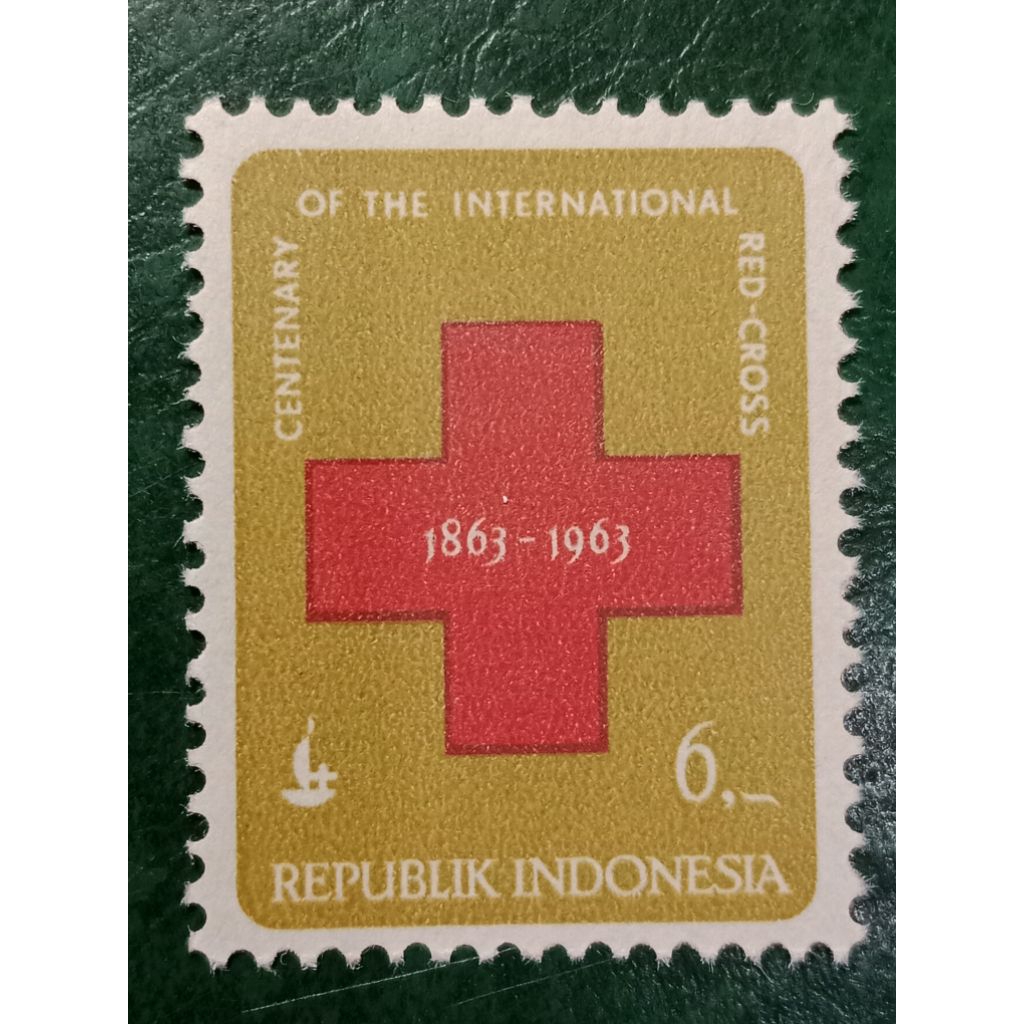 CENTENARY
OF THE INTERNATIONAL
RED-CROSS
1863 - 1963
6,_
REPUBLIK INDONESIA